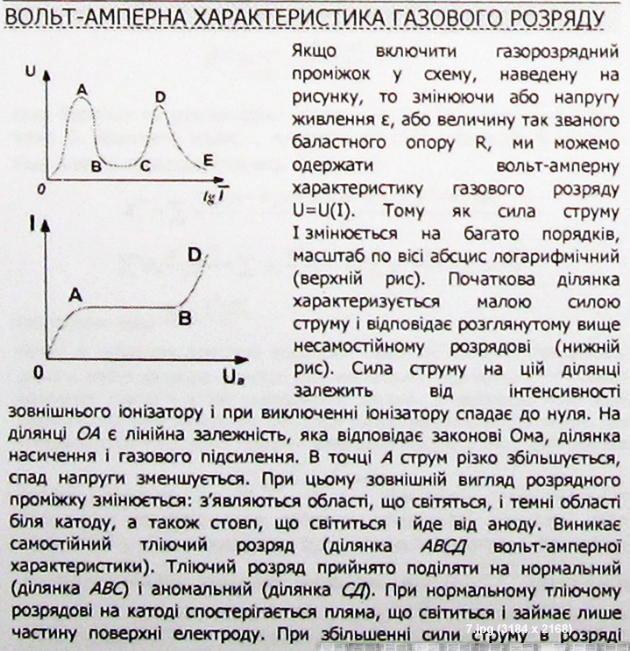 ВОЛЬТ-АМПЕРНА ХАРАКТЕРИСТИКА ГАЗОВОГО РОЗРЯДУ
Якщо включити газорозрядний
проміжок у схему, наведену на
рисунку, то змінюючи або напругу
живлення ε, або величину так званого
баластного опору R, ми можемо
одержати вольт-амперну
характеристику газового розряду
U=U(I). Тому як сила струму
I змінюється на багато порядків,
масштаб по вісі абсцис логарифмічний
(верхній рис). Початкова ділянка
характеризується малою силою
струму і відповідає розглянутому вище
несамостійному розрядові (нижній
рис). Сила струму на цій ділянці
залежить від інтенсивності
зовнішнього іонізатору і при виключенні іонізатору спадає до нуля. На
ділянці ОА є лінійна залежність, яка відповідає законові Ома, ділянка
насичення і газового підсилення. В точці А струм різко збільшується,
спад напруги зменшується. При цьому зовнішній вигляд розрядного
проміжку змінюється: з'являються області, що світяться, і темні області
біля катоду, а також стовп, що світиться і йде від аноду. Виникає
самостійний тліючий розряд (ділянка АВСД вольт-амперної
характеристики). Тліючий розряд прийнято поділяти на нормальний
(ділянка АВС) і аномальний (ділянка СД). При нормальному тліючому
розрядові на катоді спостерігається пляма, що світиться і займає лише
частину поверхні електроду. При збільшенні сили струму в розряді
U
A
D
B
C
E
0
lg I
I
D
A
B
0
Ua
7.jpg (3184 x 2168)